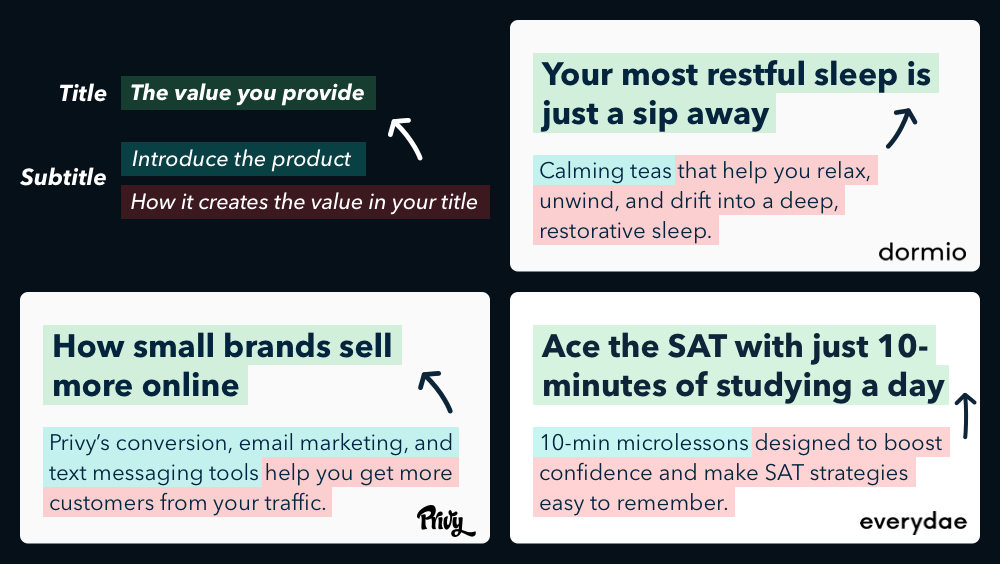 Title The value you provide
Subtitle Introduce the product
How it creates the value in your title
Your most restful sleep is
just a sip away
Calming teas that help you relax,
unwind, and drift into a deep,
restorative sleep.
dormio
How small brands sell
more online
Privy’s conversion, email marketing, and
text messaging tools help you get more
customers from your traffic.
Privy
Ace the SAT with just 10-
minutes of studying a day
10-min microlessons designed to boost
confidence and make SAT strategies
easy to remember.
everydae